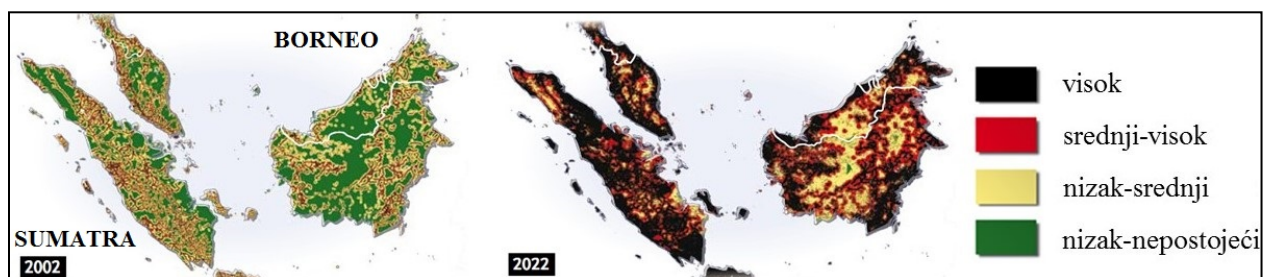 BORNEO
SUMATRA
2002
2022
visok
srednji-visok
nizak-srednji
nizak-nepostojeći